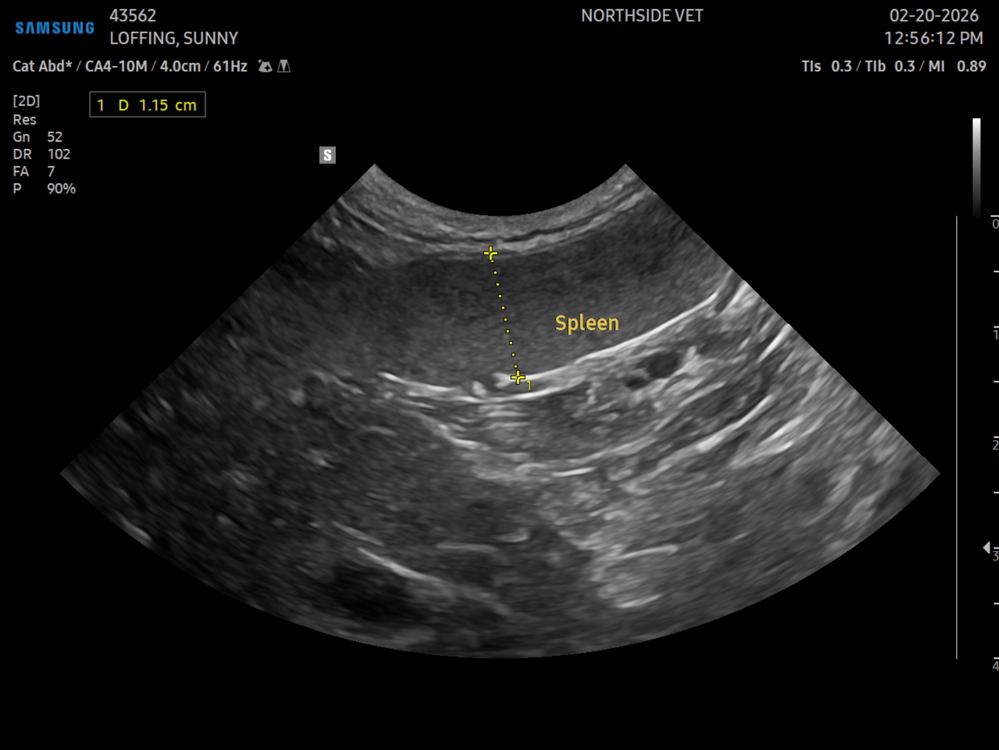 SAMSUNG
43562
LOFFING, SUNNY
NORTHSIDE VET
02-20-2026
12:56:12 PM
Cat Abd* / CA4-10M / 4.0cm / 61Hz
TIs 0.3 / TIb 0.3 / MI 0.89
[2D]
Res
Gn 52
DR 102
FA 7
P 90%
1 D 1.15 cm
S
Spleen
1
0
1
2
3
4